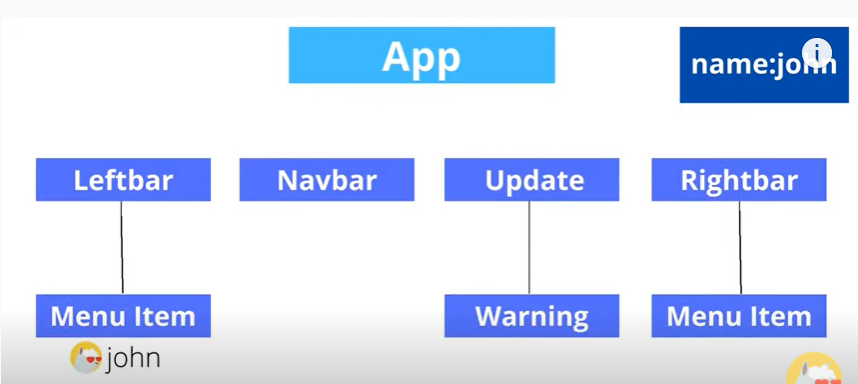 App
name:john
Leftbar
Navbar
Update
Rightbar
Menu Item
Warning
Menu Item
john